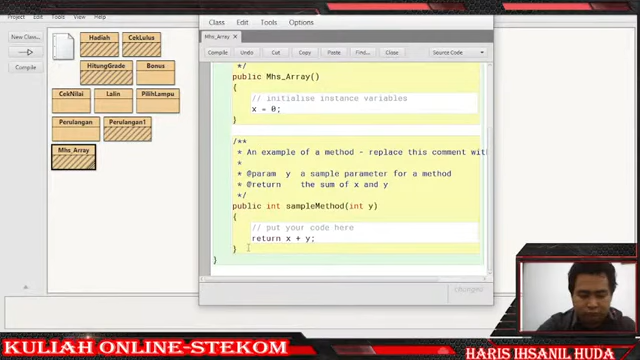 Project Edit Tools View Help
Class Edit Tools Options
New Class...
Compile
Hadiah
CekLulus
HitungGrade
Bonus
CekNilai
Lalin
PilihLampu
Perulangan
Perulangan1
Mhs_Array
Mhs_Array X
Compile Undo Cut Copy Paste Find... Close Source Code
*/
public Mhs_Array()
{
// initialise instance variables
x = 0;
}
/**
* An example of a method - replace this comment with
*
* @param y a sample parameter for a method
* @return the sum of x and y
*/
public int sampleMethod(int y)
{
// put your code here
return x + y;
}
}
changed
KULIAH ONLINE-STEKOM
HARIS IHSANIL HUDA